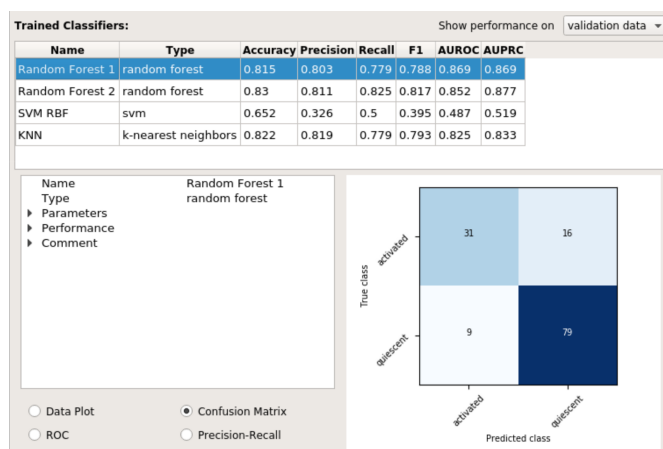 Trained Classifiers: Show performance on validation data
Name Type Accuracy Precision Recall F1 AUROC AUPRC
Random Forest 1 random forest 0.815 0.803 0.779 0.788 0.869 0.869
Random Forest 2 random forest 0.83 0.811 0.825 0.817 0.852 0.877
SVM RBF svm 0.652 0.326 0.5 0.395 0.487 0.519
KNN k-nearest neighbors 0.822 0.819 0.779 0.793 0.825 0.833
Name Random Forest 1
Type random forest
Parameters
Performance
Comment
Data Plot Confusion Matrix
ROC Precision-Recall
True class
activated 31 16
quiescent 9 79
activated quiescent
Predicted class